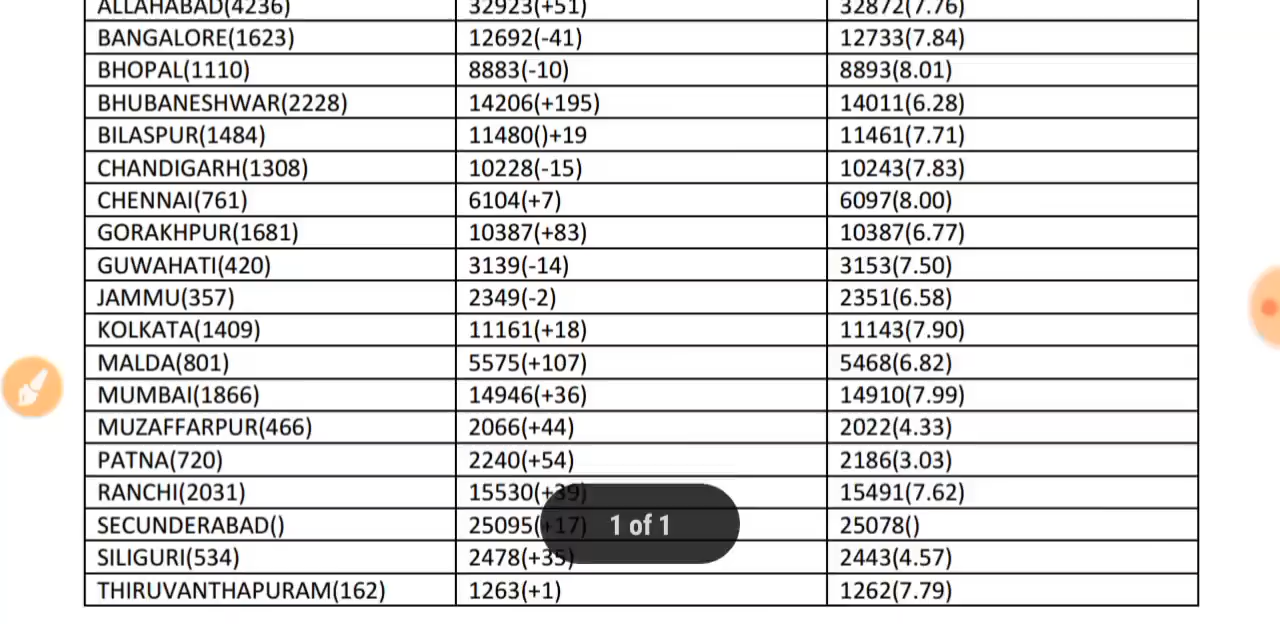 ALLAHABAD(4236) 32923(+51) 32872(7.76)
BANGALORE(1623) 12692(-41) 12733(7.84)
BHOPAL(1110) 8883(-10) 8893(8.01)
BHUBANESHWAR(2228) 14206(+195) 14011(6.28)
BILASPUR(1484) 11480()+19 11461(7.71)
CHANDIGARH(1308) 10228(-15) 10243(7.83)
CHENNAI(761) 6104(+7) 6097(8.00)
GORAKHPUR(1681) 10387(+83) 10387(6.77)
GUWAHATI(420) 3139(-14) 3153(7.50)
JAMMU(357) 2349(-2) 2351(6.58)
KOLKATA(1409) 11161(+18) 11143(7.90)
MALDA(801) 5575(+107) 5468(6.82)
MUMBAI(1866) 14946(+36) 14910(7.99)
MUZAFFARPUR(466) 2066(+44) 2022(4.33)
PATNA(720) 2240(+54) 2186(3.03)
RANCHI(2031) 15530(+39) 15491(7.62)
SECUNDERABAD() 25095(+17) 25078()
1 of 1
SILIGURI(534) 2478(+35) 2443(4.57)
THIRUVANTHAPURAM(162) 1263(+1) 1262(7.79)